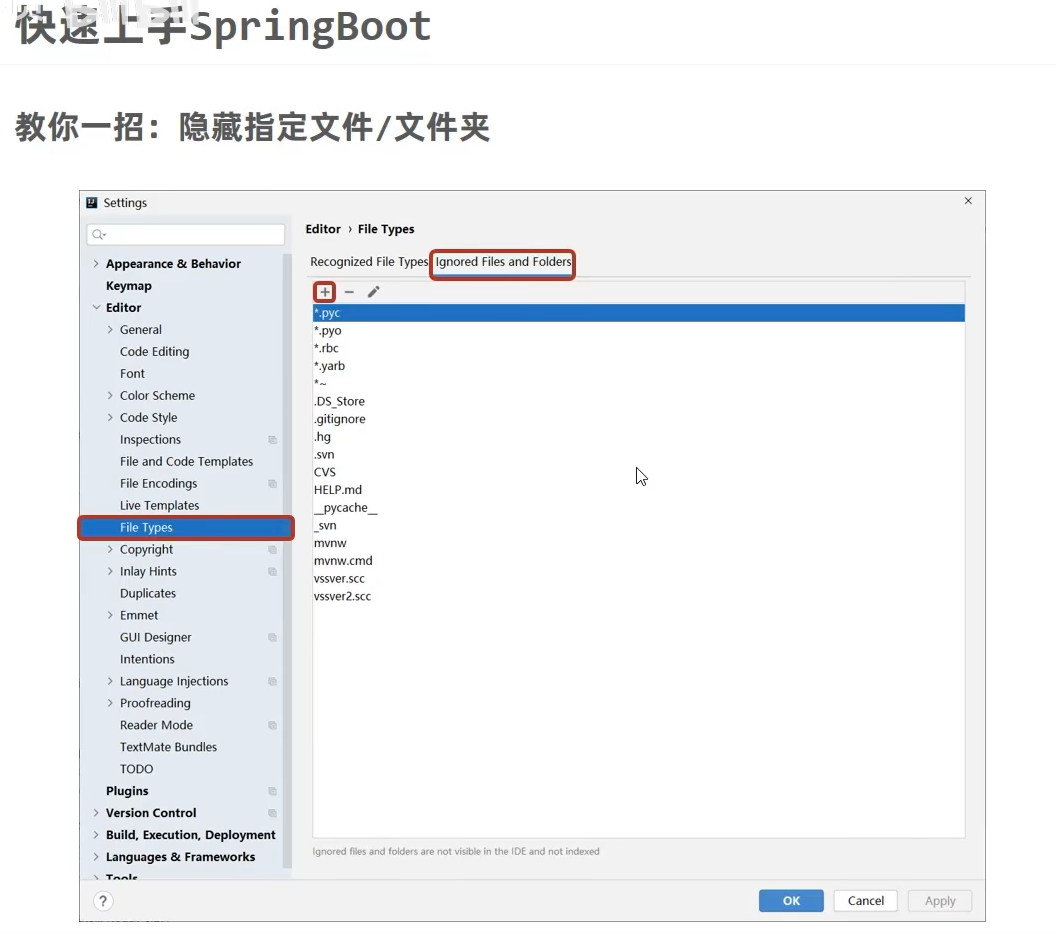 快速上手SpringBoot
教你一招：隐藏指定文件/文件夹
Settings
Editor › File Types
Appearance & Behavior
Keymap
Editor
General
Code Editing
Font
Color Scheme
Code Style
Inspections
File and Code Templates
File Encodings
Live Templates
File Types
Copyright
Inlay Hints
Duplicates
Emmet
GUI Designer
Intentions
Language Injections
Proofreading
Reader Mode
TextMate Bundles
TODO
Plugins
Version Control
Build, Execution, Deployment
Languages & Frameworks
Tools
Recognized File Types Ignored Files and Folders
*.pyc
*.pyo
*.rbc
*.yarb
*~
.DS_Store
.gitignore
.hg
.svn
CVS
HELP.md
__pycache__
_svn
mvnw
mvnw.cmd
vssver.scc
vssver2.scc
Ignored files and folders are not visible in the IDE and not indexed
? OK Cancel Apply